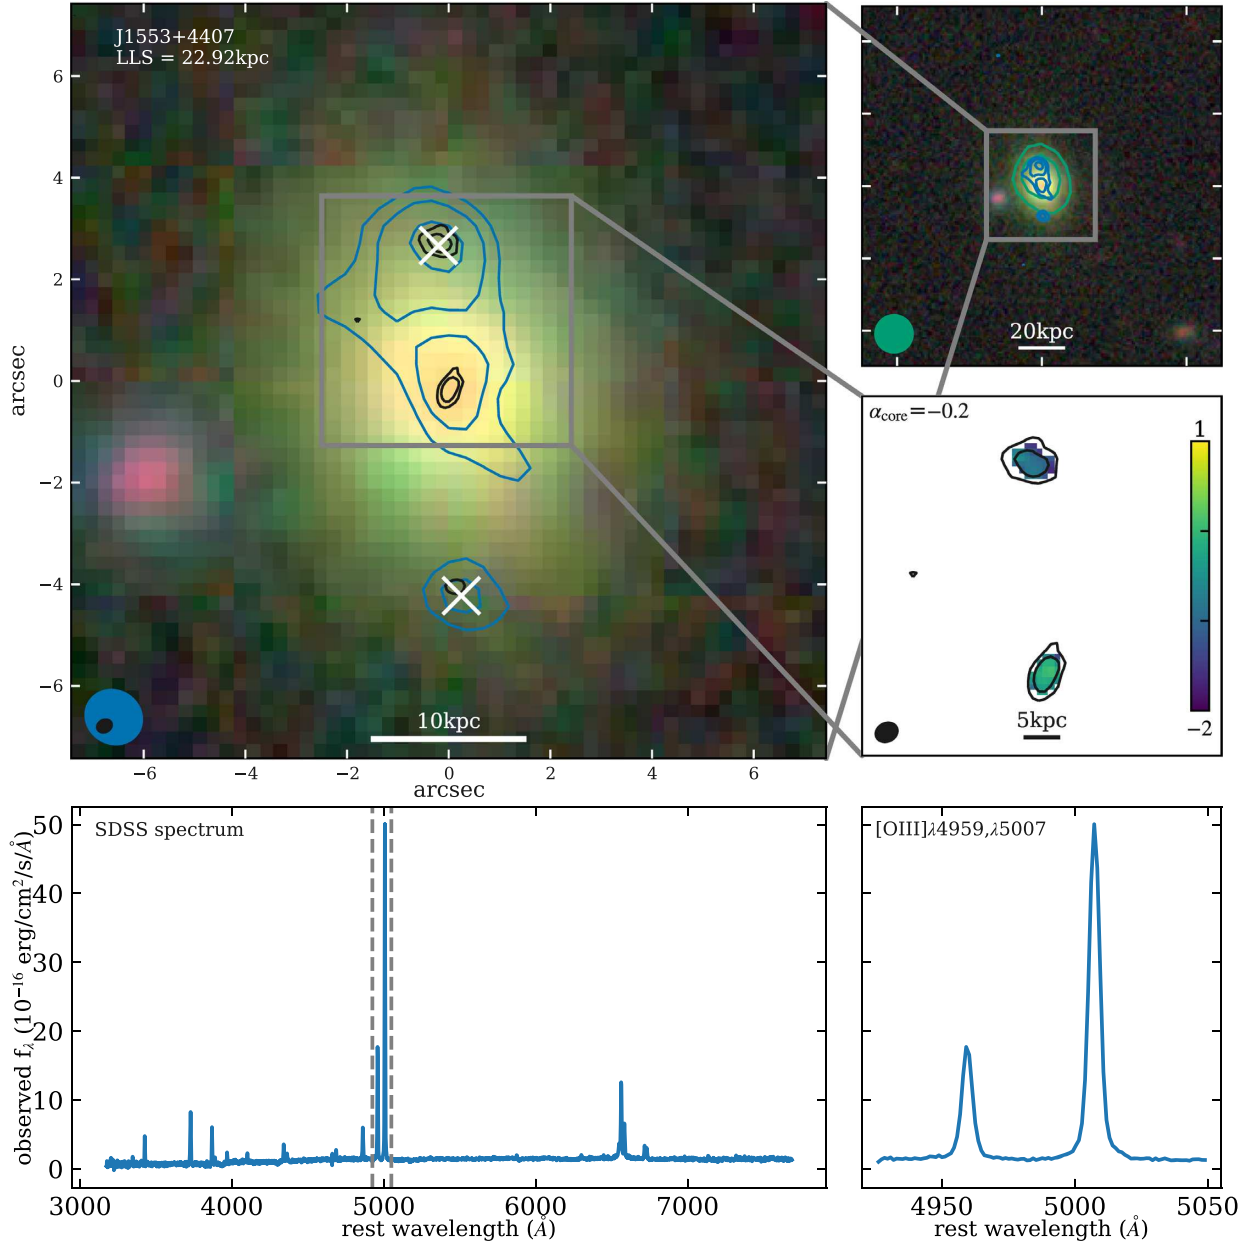 J1553+4407
LLS = 22.92kpc
6
4
2
0
−2
−4
−6
arcsec
10kpc
−6
−4
−2
0
2
4
6
arcsec
20kpc
α_core=−0.2
1
−2
5kpc
SDSS spectrum
50
40
30
20
10
0
observed f_λ (10⁻¹⁶ erg/cm²/s/Å)
3000
4000
5000
6000
7000
rest wavelength (Å)
[OIII]λ4959,λ5007
4950
5000
5050
rest wavelength (Å)